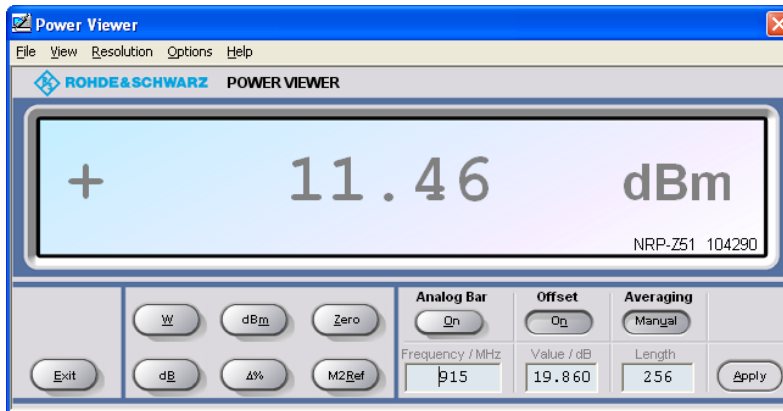 Power Viewer
File View Resolution Options Help
ROHDE&SCHWARZ POWER VIEWER
+ 11.46 dBm
NRP-Z51 104290
Analog Bar Offset Averaging
W dBm Zero On On Manual
Frequency / MHz Value / dB Length
Exit dB Δ% M2Ref 915 19.860 256 Apply